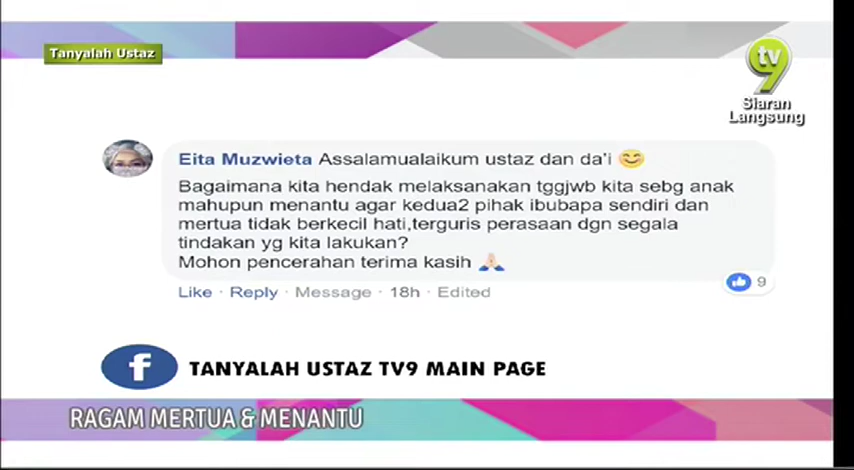 Tanyalah Ustaz
tv9
Siaran
Langsung
Eita Muzwieta Assalamualaikum ustaz dan da'i 😊
Bagaimana kita hendak melaksanakan tggjwb kita sebg anak
mahupun menantu agar kedua2 pihak ibubapa sendiri dan
mertua tidak berkecil hati,terguris perasaan dgn segala
tindakan yg kita lakukan?
Mohon pencerahan terima kasih 🙏🏻
9
Like · Reply · Message · 18h · Edited
f TANYALAH USTAZ TV9 MAIN PAGE
RAGAM MERTUA & MENANTU